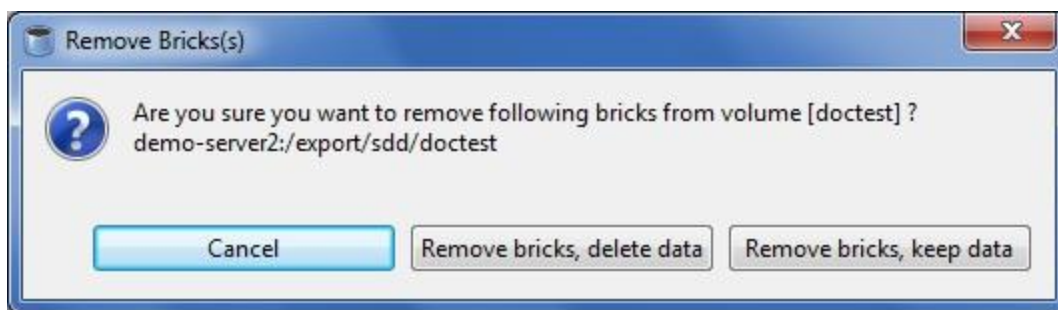 Remove Bricks(s)
Are you sure you want to remove following bricks from volume [doctest] ?
demo-server2:/export/sdd/doctest
Cancel
Remove bricks, delete data
Remove bricks, keep data